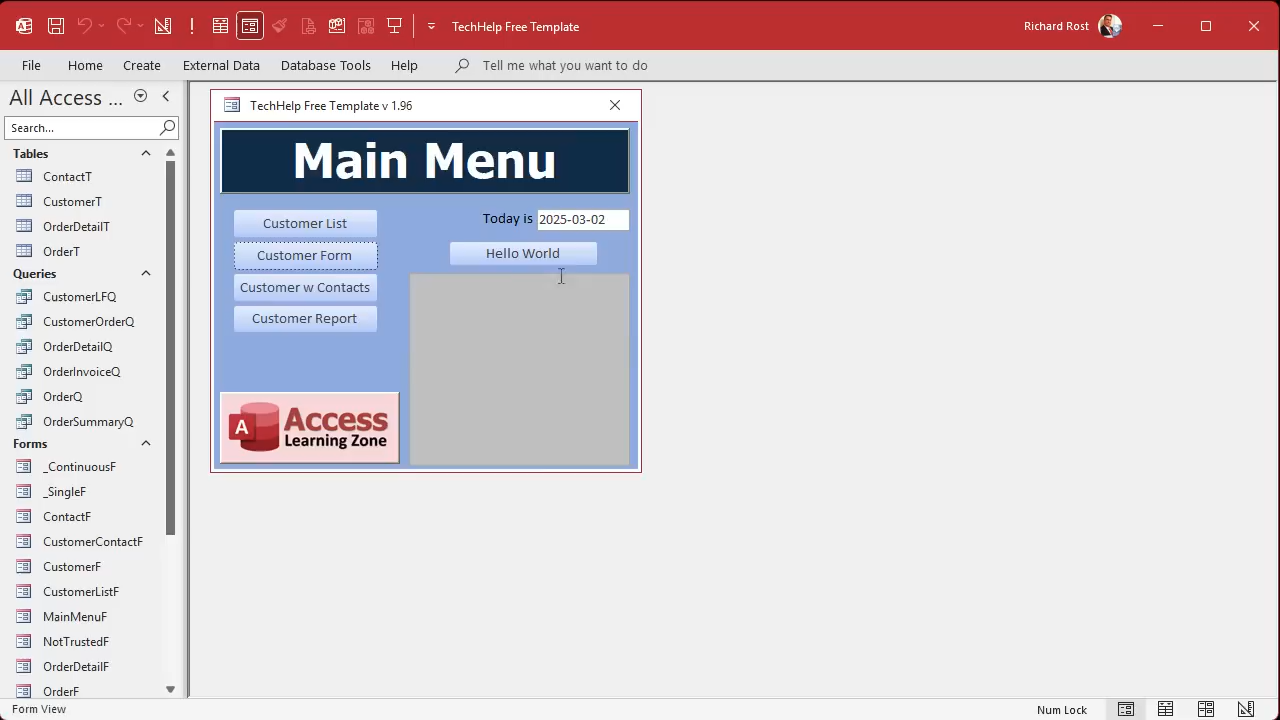 TechHelp Free Template
Richard Rost
File
Home
Create
External Data
Database Tools
Help
Tell me what you want to do
All Access ...
Search...
Tables
ContactT
CustomerT
OrderDetailT
OrderT
Queries
CustomerLFQ
CustomerOrderQ
OrderDetailQ
OrderInvoiceQ
OrderQ
OrderSummaryQ
Forms
_ContinuousF
_SingleF
ContactF
CustomerContactF
CustomerF
CustomerListF
MainMenuF
NotTrustedF
OrderDetailF
OrderF
TechHelp Free Template v 1.96
Main Menu
Customer List
Customer Form
Customer w Contacts
Customer Report
Today is 2025-03-02
Hello World
A
Access
Learning Zone
Form View
Num Lock